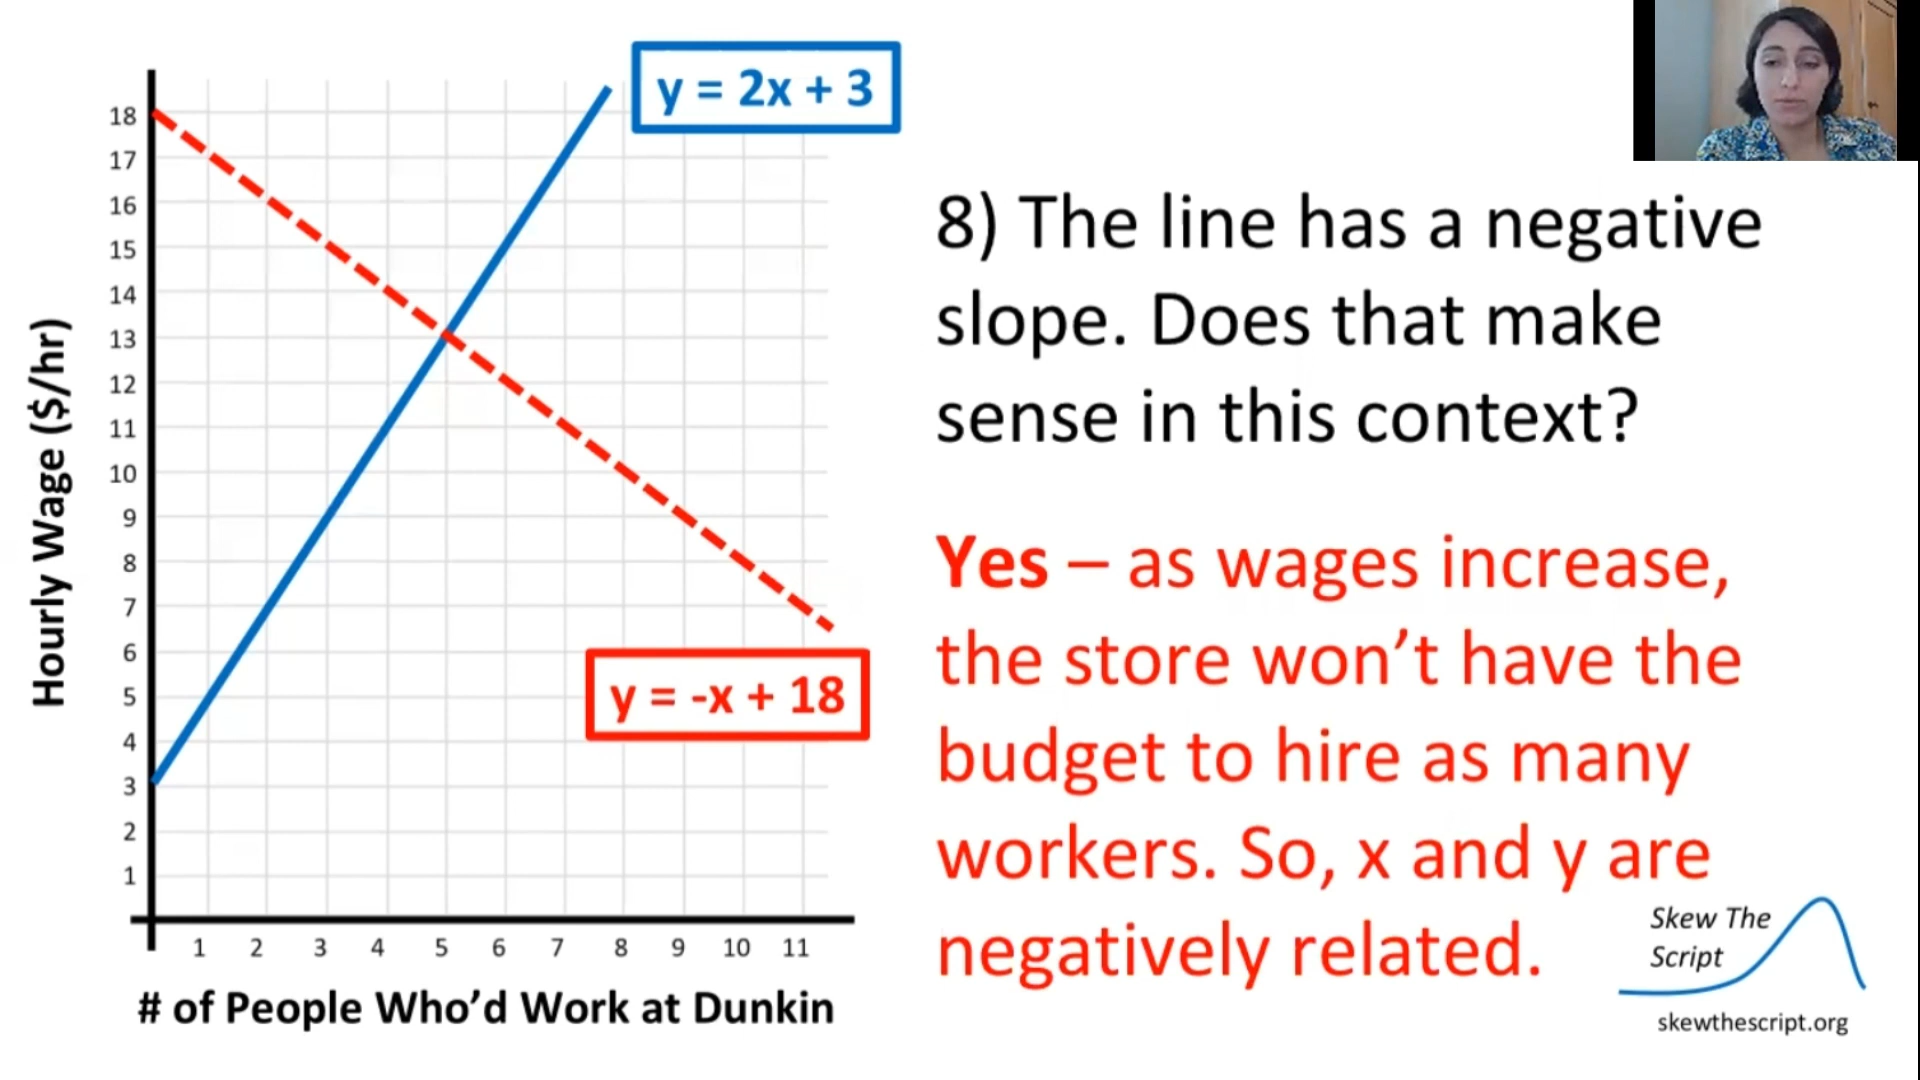 y = 2x + 3
18
17
16
15
14
13
12
11
10
9
8
7
6
5
4
3
2
1
Hourly Wage ($/hr)
y = -x + 18
1 2 3 4 5 6 7 8 9 10 11
# of People Who’d Work at Dunkin
8) The line has a negative
slope. Does that make
sense in this context?
Yes – as wages increase,
the store won’t have the
budget to hire as many
workers. So, x and y are
negatively related.
Skew The
Script
skewthescript.org